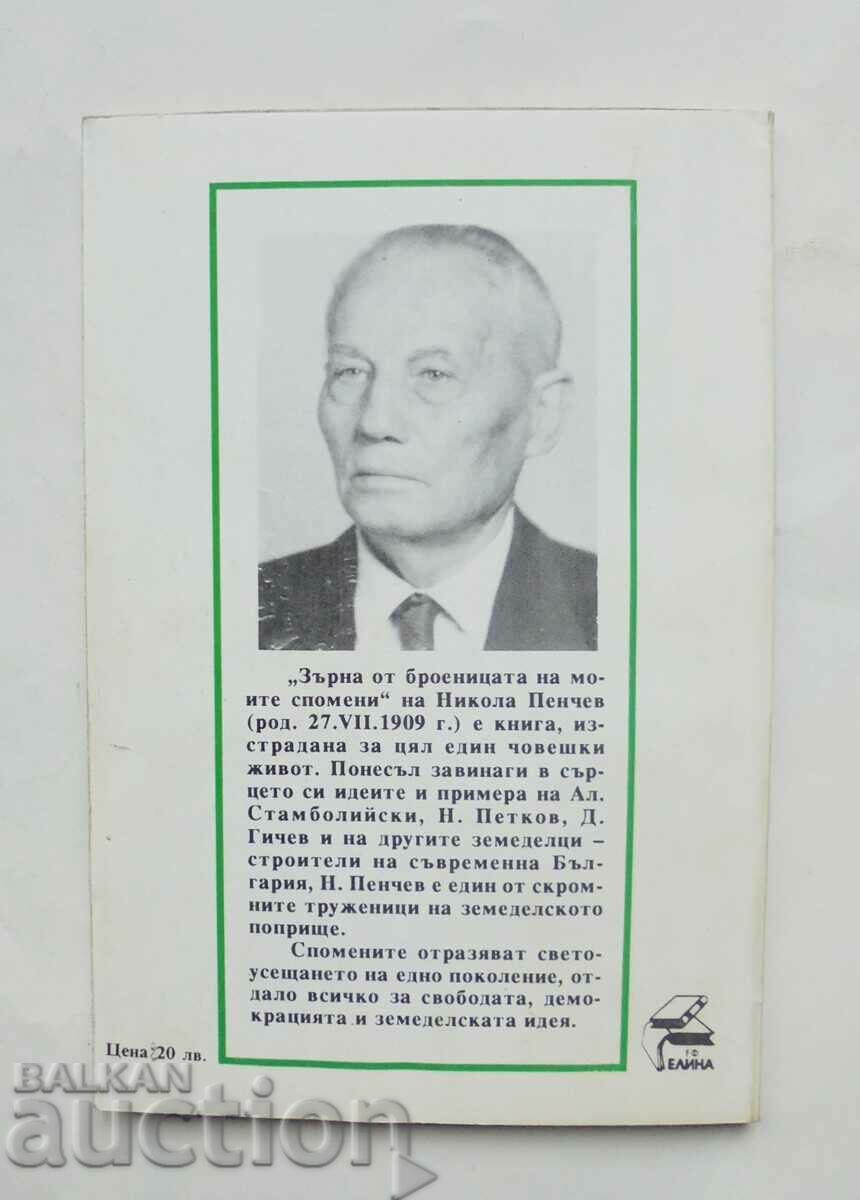 „Зърна от броеницата на мо-
ите спомени“ на Никола Пенчев
(род. 27.VII.1909 г.) е книга, из-
страдана за цял един човешки
живот. Понесъл завинаги в сър-
цето си идеите и примера на Ал.
Стамболийски, Н. Петков, Д.
Гичев и на другите земеделци –
строители на съвременна Бъл-
гария, Н. Пенчев е един от скром-
ните труженици на земеделското
поприще.
Спомените отразяват свето-
усещането на едно поколение, от-
дало всичко за свободата, демо-
крацията и земеделската идея.
Цена 20 лв.
РФ
ЕЛИНА
BALKAN
auction